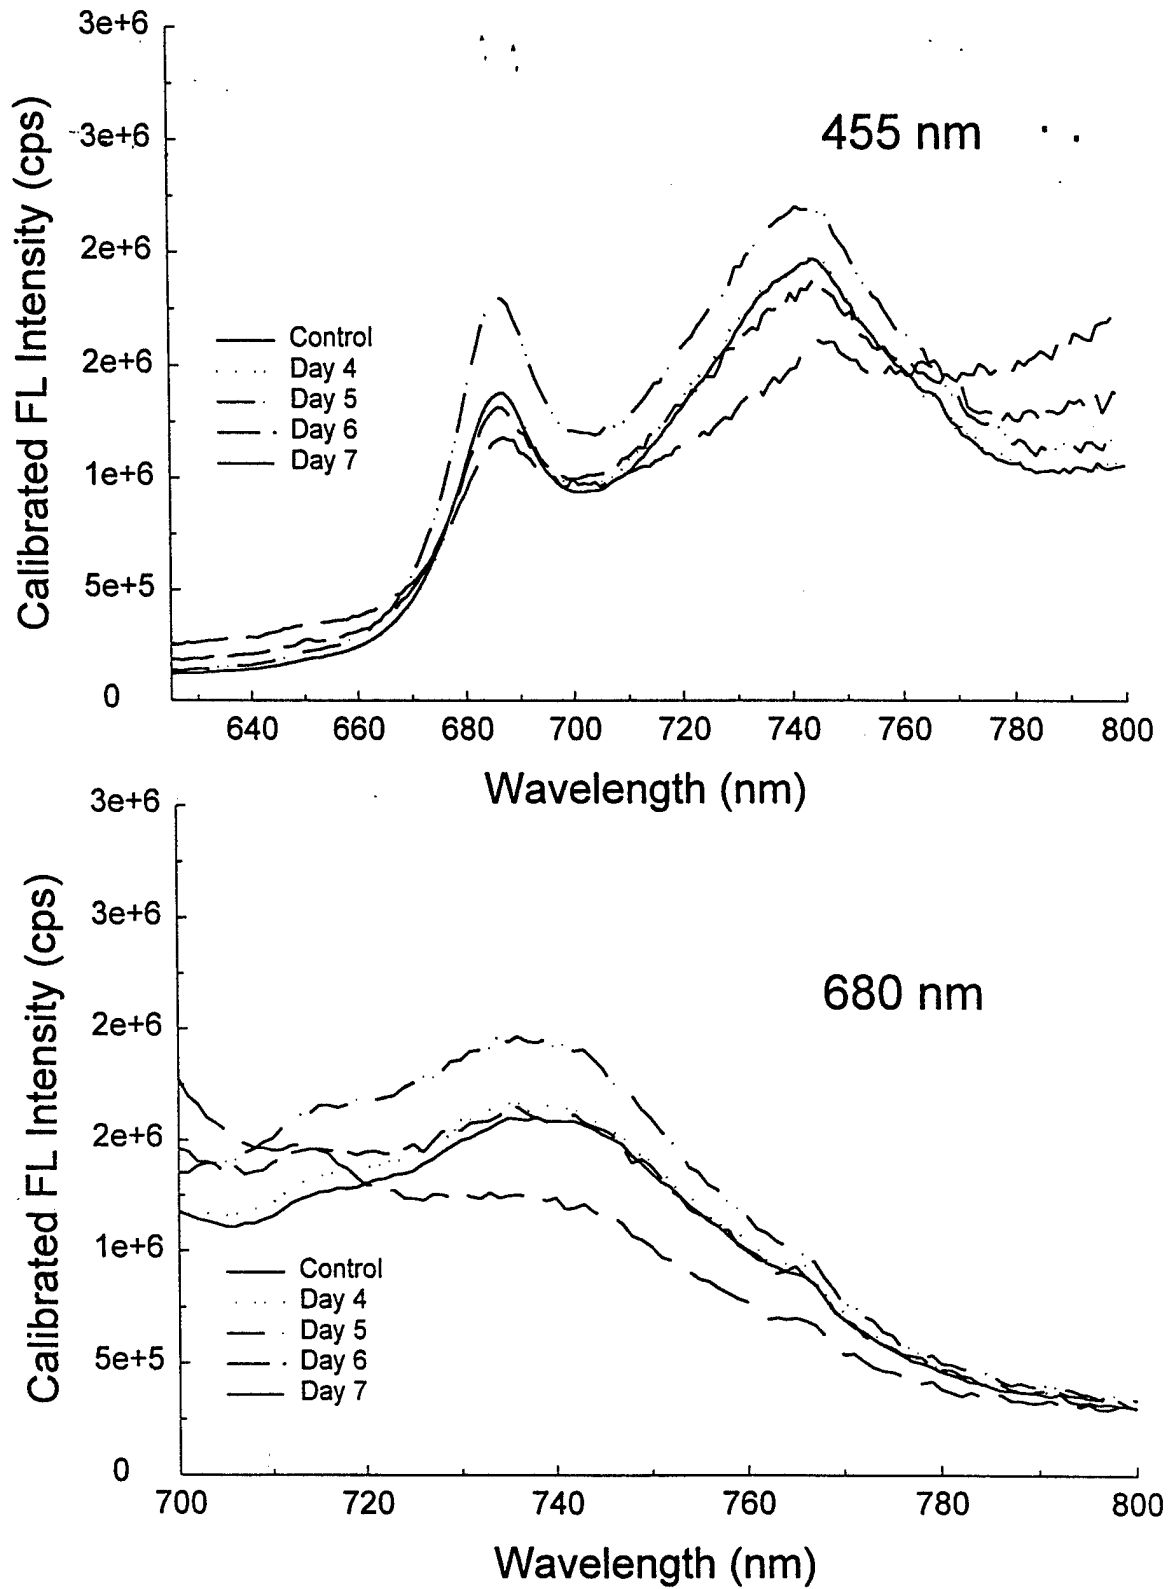 3e+6
3e+6
2e+6
2e+6
1e+6
5e+5
0
Calibrated FL Intensity (cps)
455 nm
Control
Day 4
Day 5
Day 6
Day 7
640 660 680 700 720 740 760 780 800
Wavelength (nm)
3e+6
3e+6
2e+6
2e+6
1e+6
5e+5
0
Calibrated FL Intensity (cps)
680 nm
Control
Day 4
Day 5
Day 6
Day 7
700 720 740 760 780 800
Wavelength (nm)